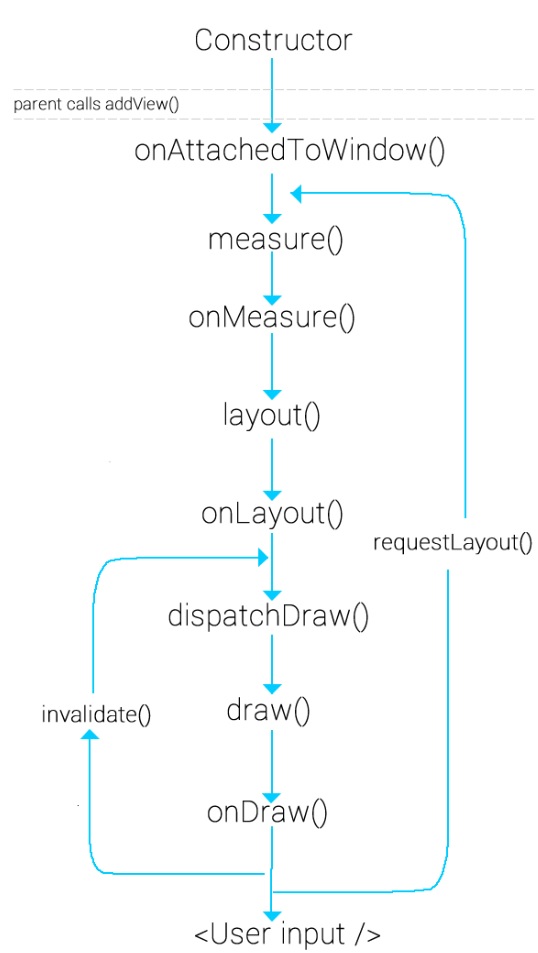 Constructor
parent calls addView()
onAttachedToWindow()
measure()
onMeasure()
layout()
onLayout()
requestLayout()
dispatchDraw()
invalidate()
draw()
onDraw()
<User input />